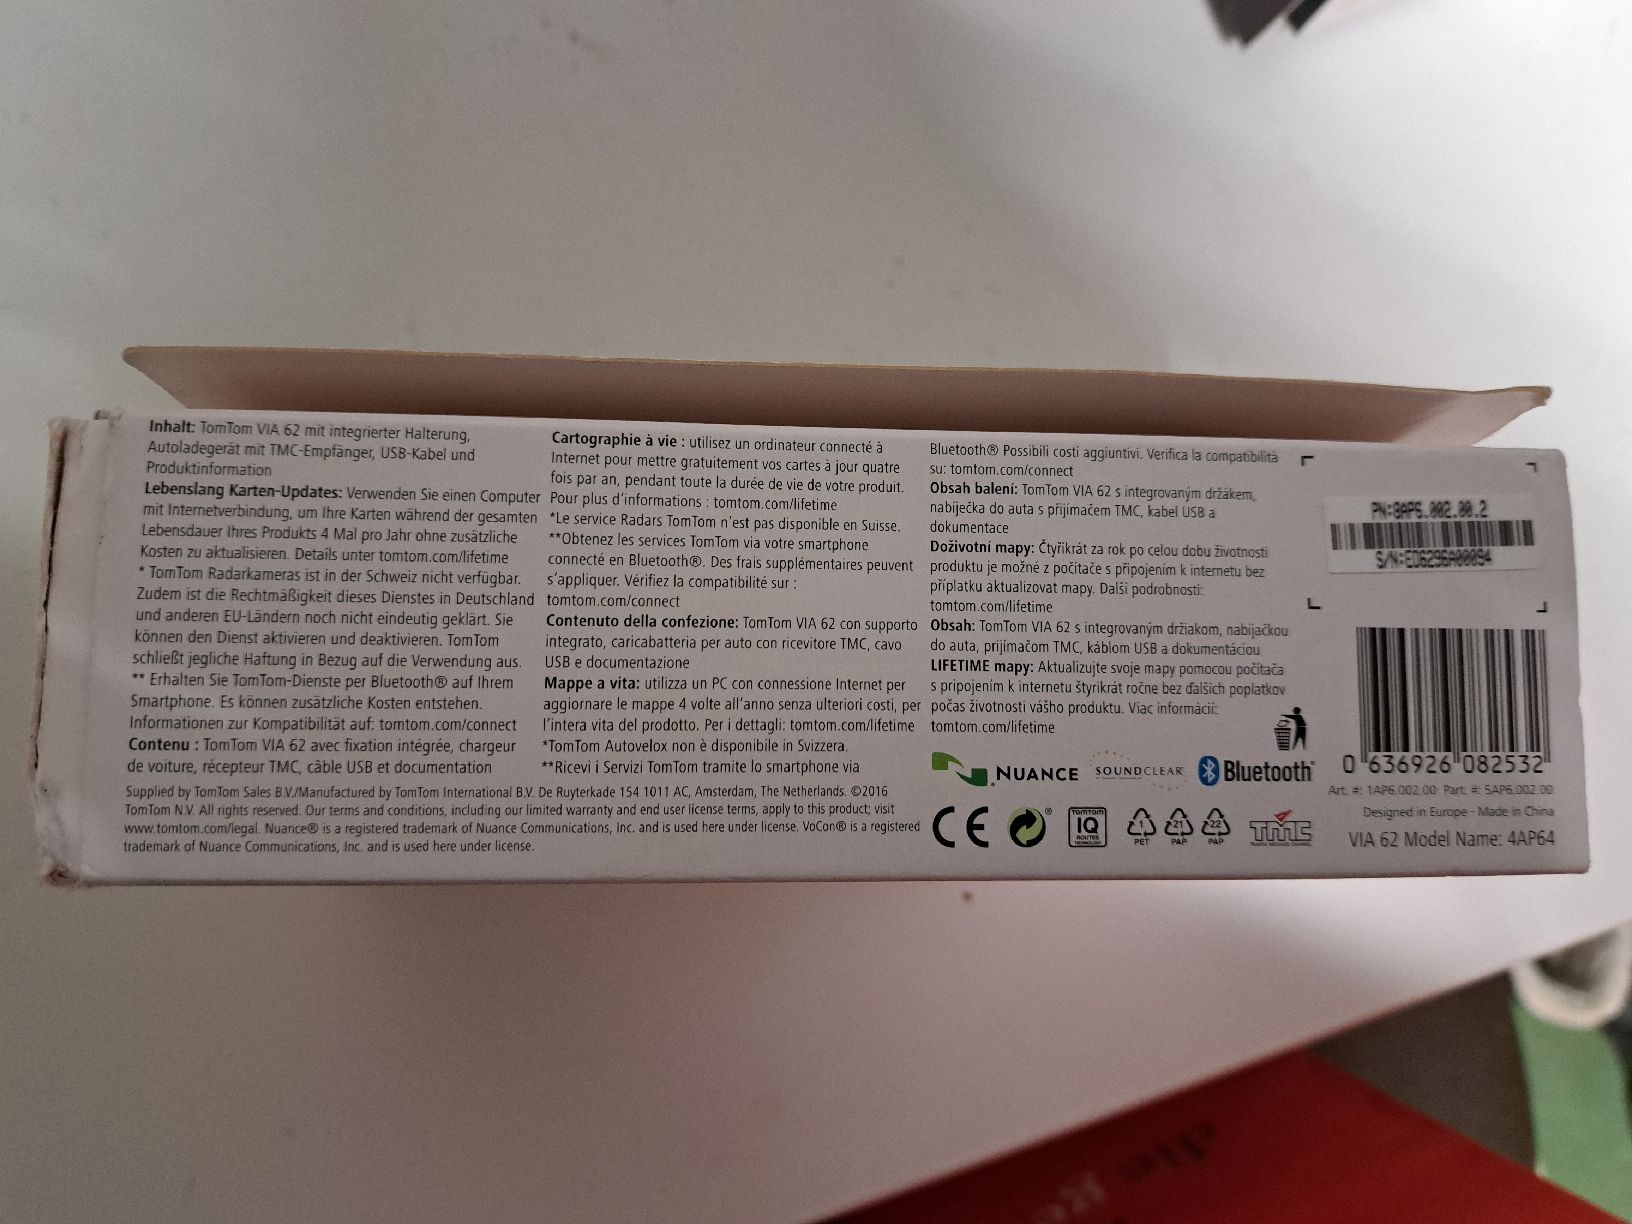 Inhalt: TomTom VIA 62 mit integrierter Halterung,
Autoladegerät mit TMC-Empfänger, USB-Kabel und
Produktinformation
Lebenslang Karten-Updates: Verwenden Sie einen Computer
mit Internetverbindung, um Ihre Karten während der gesamten
Lebensdauer Ihres Produkts 4 Mal pro Jahr ohne zusätzliche
Kosten zu aktualisieren. Details unter tomtom.com/lifetime
* TomTom Radarkameras ist in der Schweiz nicht verfügbar.
Zudem ist die Rechtmäßigkeit dieses Dienstes in Deutschland
und anderen EU-Ländern noch nicht eindeutig geklärt. Sie
können den Dienst aktivieren und deaktivieren. TomTom
schließt jegliche Haftung in Bezug auf die Verwendung aus.
** Erhalten Sie TomTom-Dienste per Bluetooth® auf Ihrem
Smartphone. Es können zusätzliche Kosten entstehen.
Informationen zur Kompatibilität auf: tomtom.com/connect
Contenu : TomTom VIA 62 avec fixation intégrée, chargeur
de voiture, récepteur TMC, câble USB et documentation
Cartographie à vie : utilisez un ordinateur connecté à
Internet pour mettre gratuitement vos cartes à jour quatre
fois par an, pendant toute la durée de vie de votre produit.
Pour plus d'informations : tomtom.com/lifetime
*Le service Radars TomTom n'est pas disponible en Suisse.
**Obtenez les services TomTom via votre smartphone
connecté en Bluetooth®. Des frais supplémentaires peuvent
s'appliquer. Vérifiez la compatibilité sur :
tomtom.com/connect
Contenuto della confezione: TomTom VIA 62 con supporto
integrato, caricabatteria per auto con ricevitore TMC, cavo
USB e documentazione
Mappe a vita: utilizza un PC con connessione Internet per
aggiornare le mappe 4 volte all'anno senza ulteriori costi, per
l'intera vita del prodotto. Per i dettagli: tomtom.com/lifetime
*TomTom Autovelox non è disponibile in Svizzera.
**Ricevi i Servizi TomTom tramite lo smartphone via
Bluetooth® Possibili costi aggiuntivi. Verifica la compatibilità
su: tomtom.com/connect
Obsah balení: TomTom VIA 62 s integrovaným držákem,
nabíječka do auta s přijímačem TMC, kabel USB a
dokumentace
Doživotní mapy: Čtyřikrát za rok po celou dobu životnosti
produktu je možné z počítače s připojením k internetu bez
příplatku aktualizovat mapy. Další podrobnosti:
tomtom.com/lifetime
Obsah: TomTom VIA 62 s integrovaným držiakom, nabíjačkou
do auta, prijímačom TMC, káblom USB a dokumentáciou
LIFETIME mapy: Aktualizujte svoje mapy pomocou počítača
s pripojením k internetu štyrikrát ročne bez ďalších poplatkov
počas životnosti vášho produktu. Viac informácií:
tomtom.com/lifetime
Supplied by TomTom Sales B.V./Manufactured by TomTom International B.V. De Ruyterkade 154 1011 AC, Amsterdam, The Netherlands. ©2016
TomTom N.V. All rights reserved. Our terms and conditions, including our limited warranty and end user license terms, apply to this product; visit
www.tomtom.com/legal. Nuance® is a registered trademark of Nuance Communications, Inc. and is used here under license. VoCon® is a registered
trademark of Nuance Communications, Inc. and is used here under license.
NUANCE SOUNDCLEAR Bluetooth®
CE
TOMTOM
IQ
ROUTES
TECHNOLOGY
1 21 22
PET PAP PAP
TMC
TRAFFIC MESSAGE CHANNEL
PN:8AP6.002.00.2
S/N:ED6296A00094
0 636926 082532
Art. #: 1AP6.002.00 Part. #: 5AP6.002.00
Designed in Europe - Made in China
VIA 62 Model Name: 4AP64
die